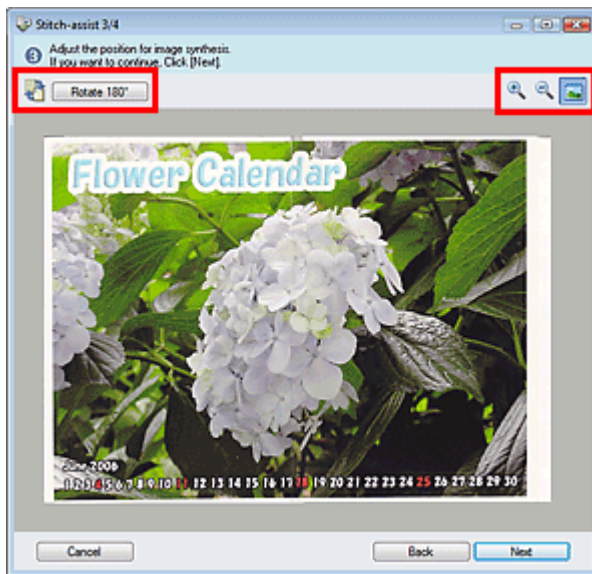 Stitch-assist 3/4
3 Adjust the position for image synthesis.
If you want to continue, Click [Next].
Rotate 180°
Flower Calendar
June 2006
1 2 3 4 5 6 7 8 9 10 11 12 13 14 15 16 17 18 19 20 21 22 23 24 25 26 27 28 29 30
Cancel
Back
Next